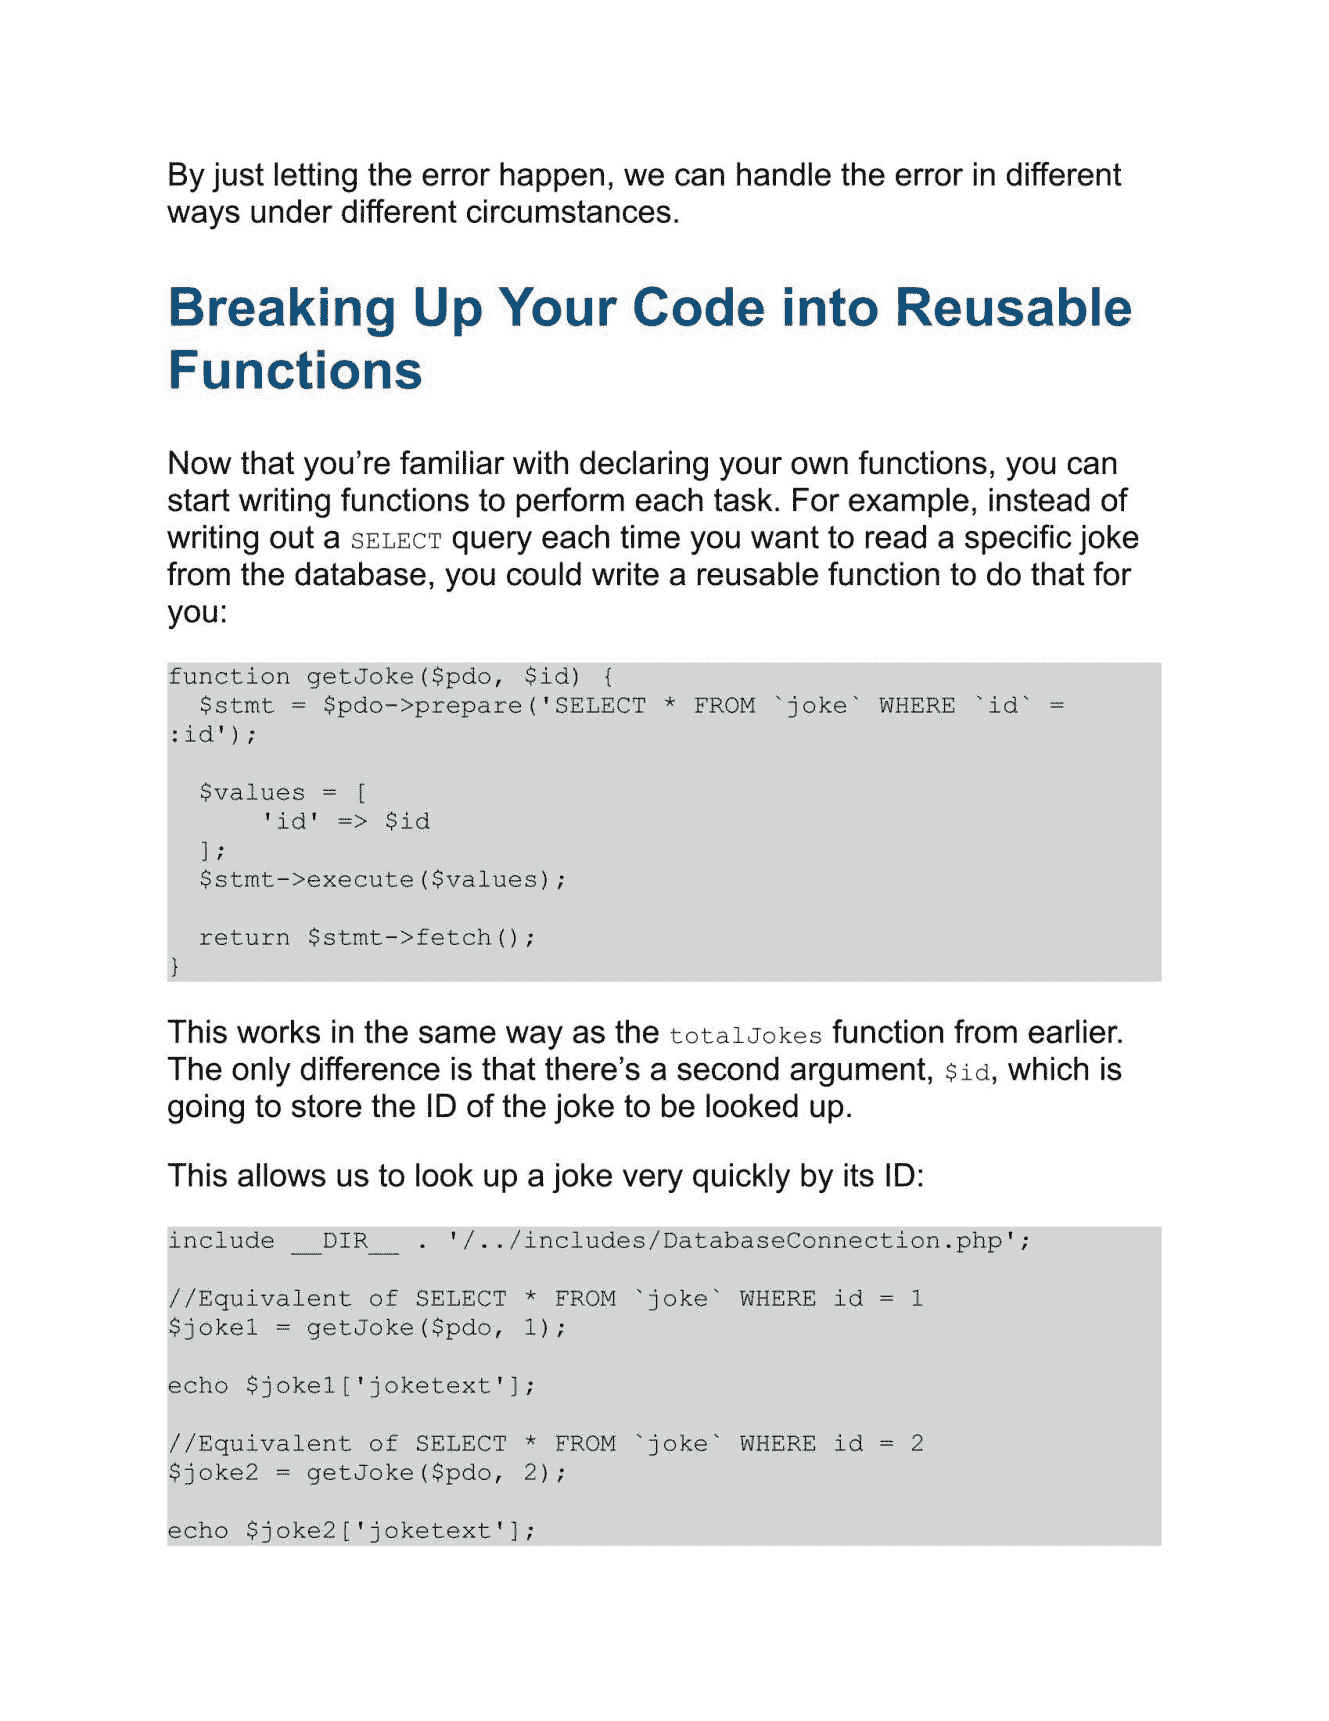 By just letting the error happen, we can handle the error in different
ways under different circumstances.
Breaking Up Your Code into Reusable
Functions
Now that you’re familiar with declaring your own functions, you can
start writing functions to perform each task. For example, instead of
writing out a SELECT query each time you want to read a specific joke
from the database, you could write a reusable function to do that for
you:
function getJoke($pdo, $id) {
  $stmt = $pdo->prepare('SELECT * FROM `joke` WHERE `id` =
:id');
  $values = [
      'id' => $id
  ];
  $stmt->execute($values);
  return $stmt->fetch();
}
This works in the same way as the totalJokes function from earlier.
The only difference is that there’s a second argument, $id, which is
going to store the ID of the joke to be looked up.
This allows us to look up a joke very quickly by its ID:
include __DIR__ . '/../includes/DatabaseConnection.php';
//Equivalent of SELECT * FROM `joke` WHERE id = 1
$joke1 = getJoke($pdo, 1);
echo $joke1['joketext'];
//Equivalent of SELECT * FROM `joke` WHERE id = 2
$joke2 = getJoke($pdo, 2);
echo $joke2['joketext'];